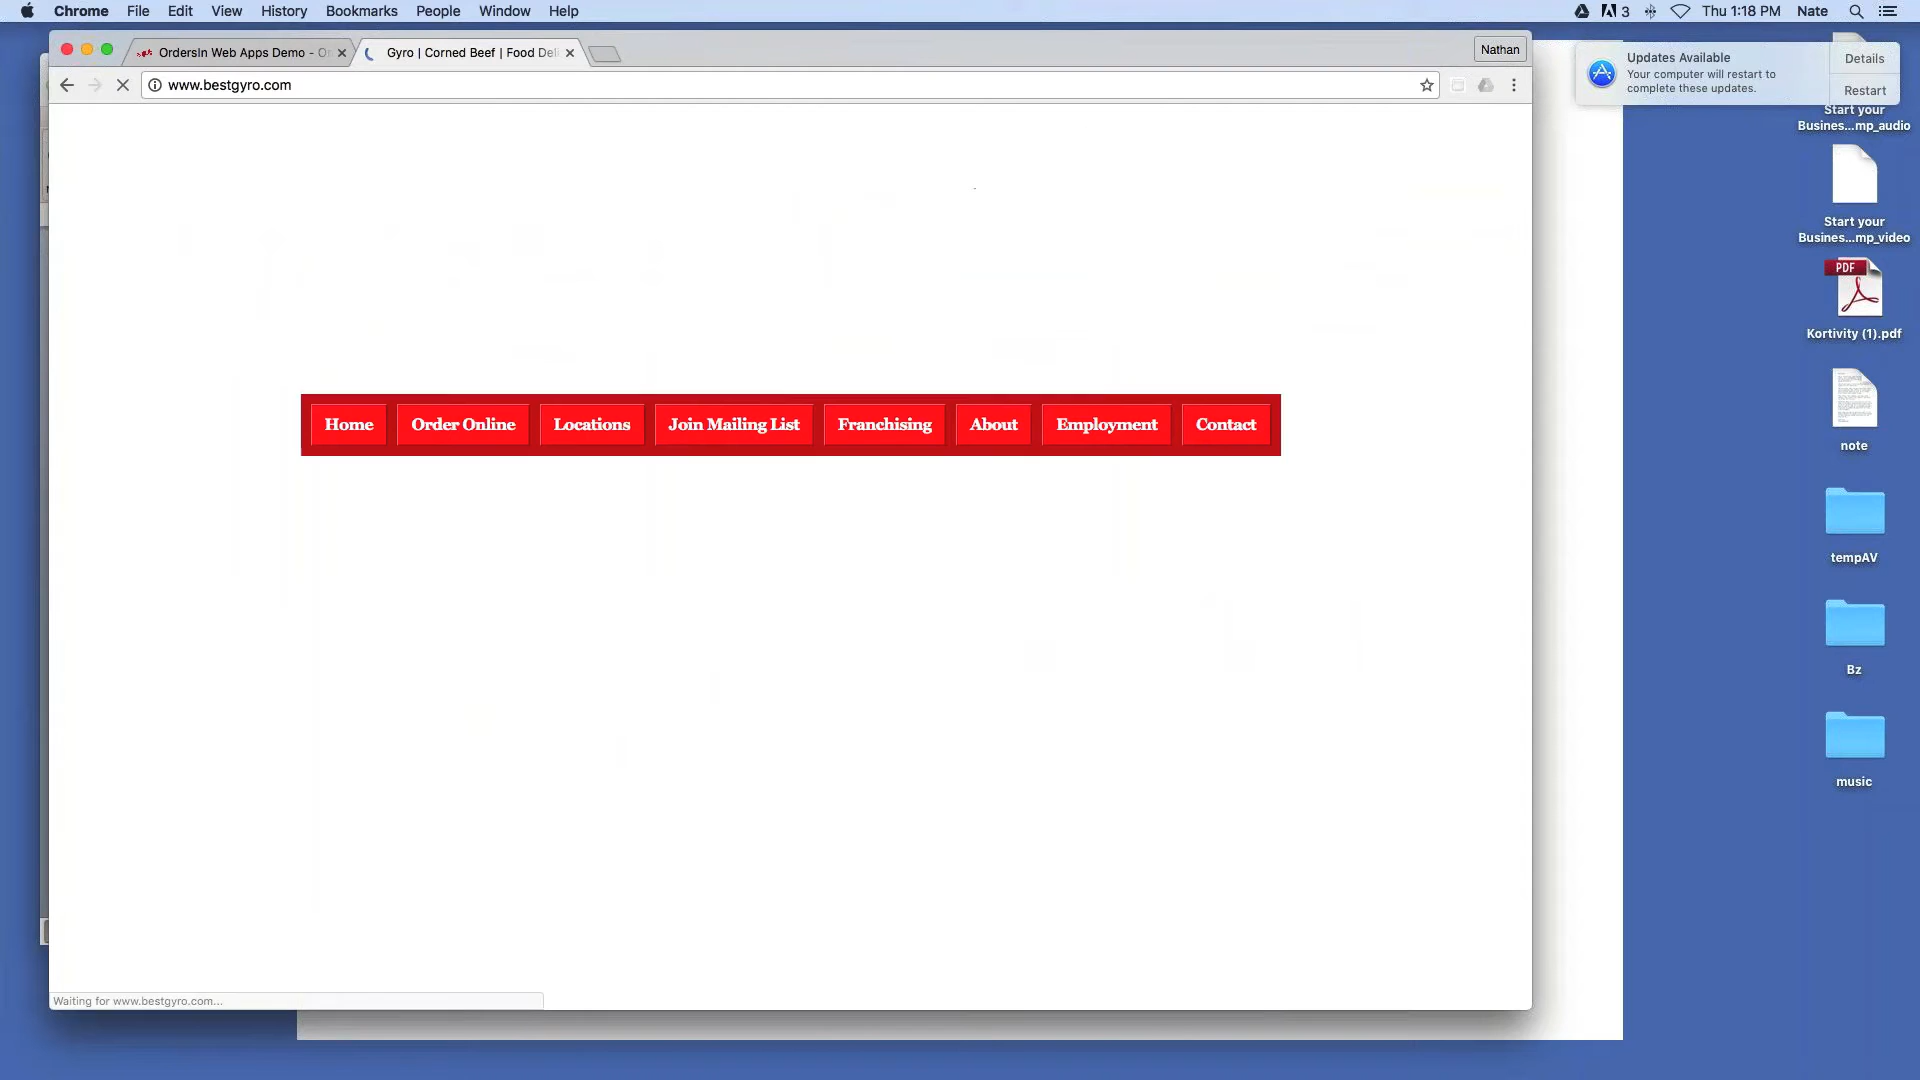 Chrome File Edit View History Bookmarks People Window Help
3 Thu 1:18 PM Nate
OrdersIn Web Apps Demo - O
Gyro | Corned Beef | Food Deli
Nathan
www.bestgyro.com
Updates Available
Your computer will restart to
complete these updates.
Details
Restart
Start your
Busines...mp_audio
Start your
Busines...mp_video
PDF
Kortivity (1).pdf
note
tempAV
Bz
music
Home Order Online Locations Join Mailing List Franchising About Employment Contact
Waiting for www.bestgyro.com...